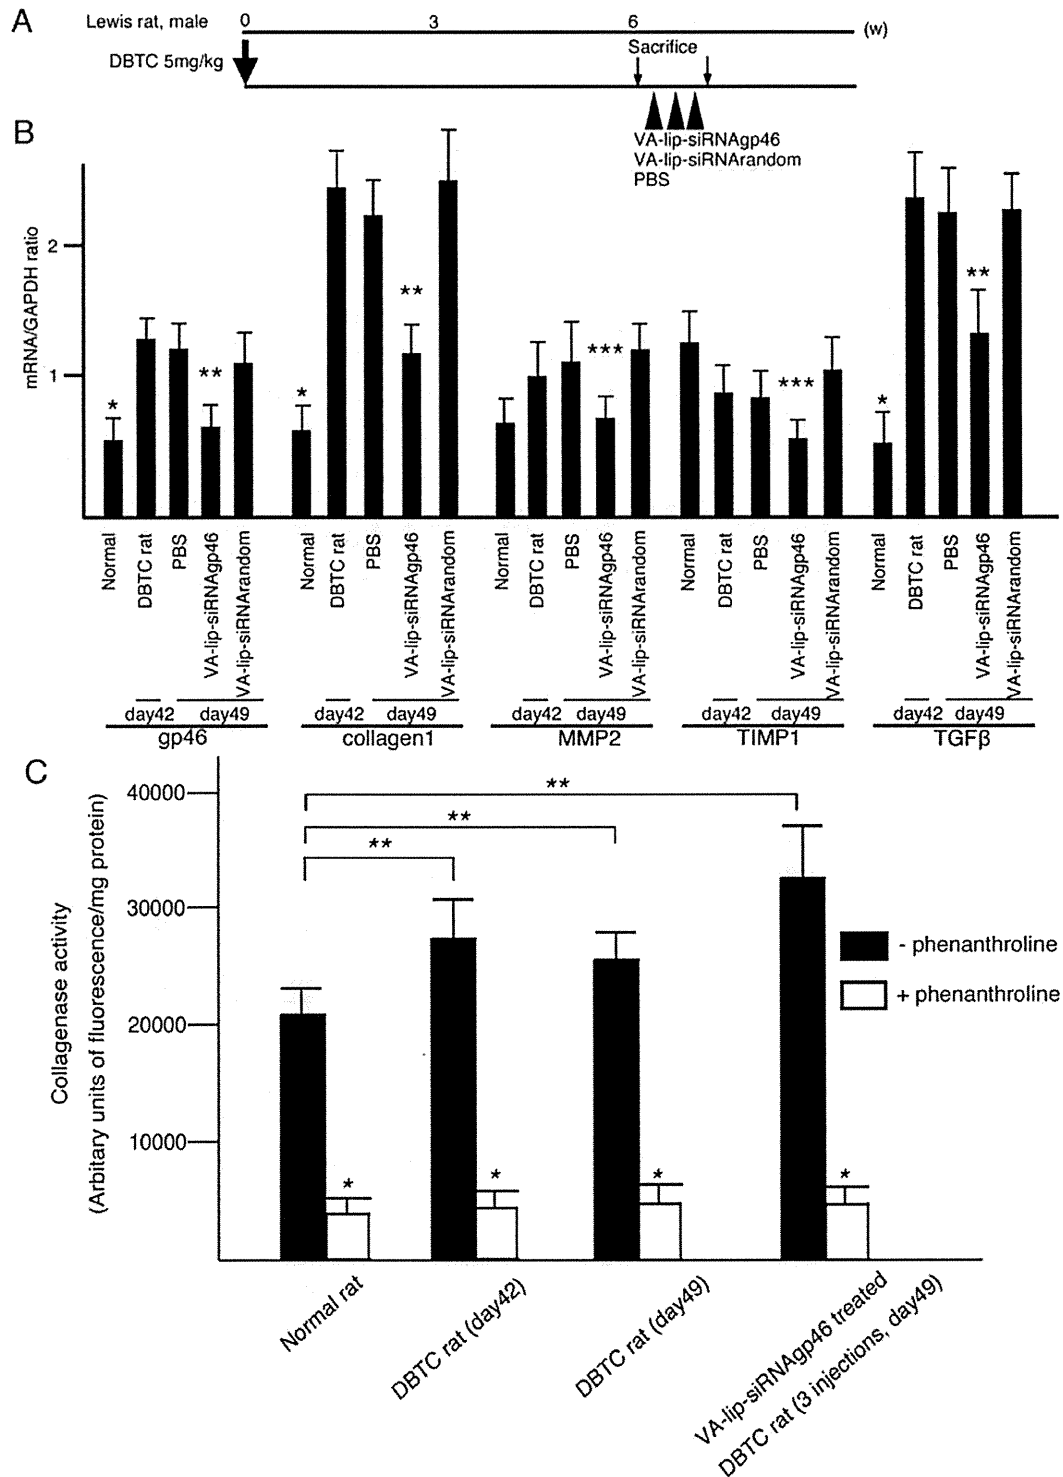 A
Lewis rat, male
0
3
6
(w)
DBTC 5mg/kg
Sacrifice
VA-lip-siRNAgp46
VA-lip-siRNArandom
PBS
B
mRNA/GAPDH ratio
2
1
*
**
*
**
***
***
*
**
Normal
DBTC rat
PBS
VA-lip-siRNAgp46
VA-lip-siRNArandom
Normal
DBTC rat
PBS
VA-lip-siRNAgp46
VA-lip-siRNArandom
Normal
DBTC rat
PBS
VA-lip-siRNAgp46
VA-lip-siRNArandom
Normal
DBTC rat
PBS
VA-lip-siRNAgp46
VA-lip-siRNArandom
Normal
DBTC rat
PBS
VA-lip-siRNAgp46
VA-lip-siRNArandom
day42 day49
day42 day49
day42 day49
day42 day49
day42 day49
gp46
collagen1
MMP2
TIMP1
TGFβ
C
Collagenase activity
(Arbitary units of fluorescence/mg protein)
40000
30000
20000
10000
**
**
**
*
*
*
*
- phenanthroline
+ phenanthroline
Normal rat
DBTC rat (day42)
DBTC rat (day49)
VA-lip-siRNAgp46 treated
DBTC rat (3 injections, day49)